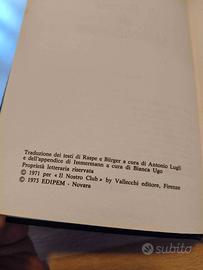 Traduzione dei testi di Raspe e Bürger a cura di Antonio Lugli
e dell'appendice di Immermann a cura di Bianca Ugo
Proprietà letteraria riservata
© 1971 per « Il Nostro Club » by Vallecchi editore, Firenze
© 1975 EDIPEM - Novara
subito